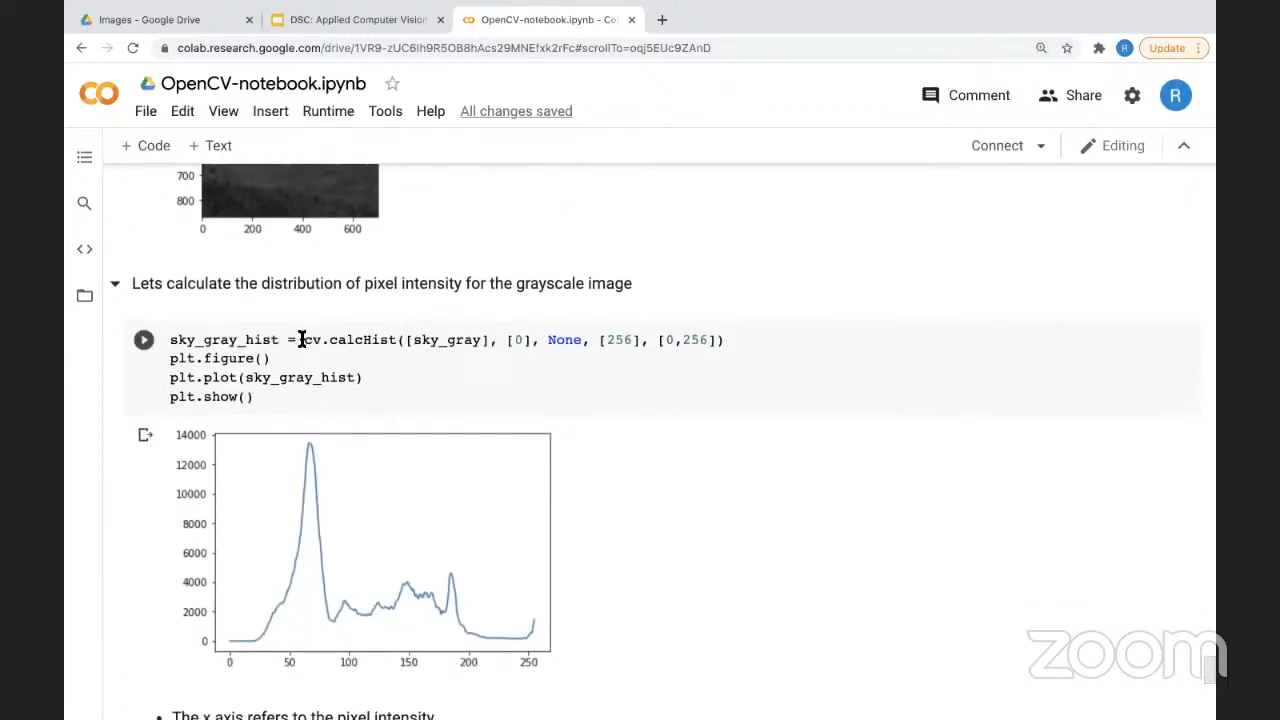 Images - Google Drive
DSC: Applied Computer Vision
OpenCV-notebook.ipynb - Co
colab.research.google.com/drive/1VR9-zUC6lh9R5OB8hAcs29MNEfxk2rFc#scrollTo=oqj5EUc9ZAnD
R
Update
CO
OpenCV-notebook.ipynb
File Edit View Insert Runtime Tools Help All changes saved
Comment
Share
R
+ Code + Text
Connect
Editing
700
800
0 200 400 600
Lets calculate the distribution of pixel intensity for the grayscale image
sky_gray_hist = cv.calcHist([sky_gray], [0], None, [256], [0,256])
plt.figure()
plt.plot(sky_gray_hist)
plt.show()
14000
12000
10000
8000
6000
4000
2000
0
0 50 100 150 200 250
zoom
• The x axis refers to the pixel intensity